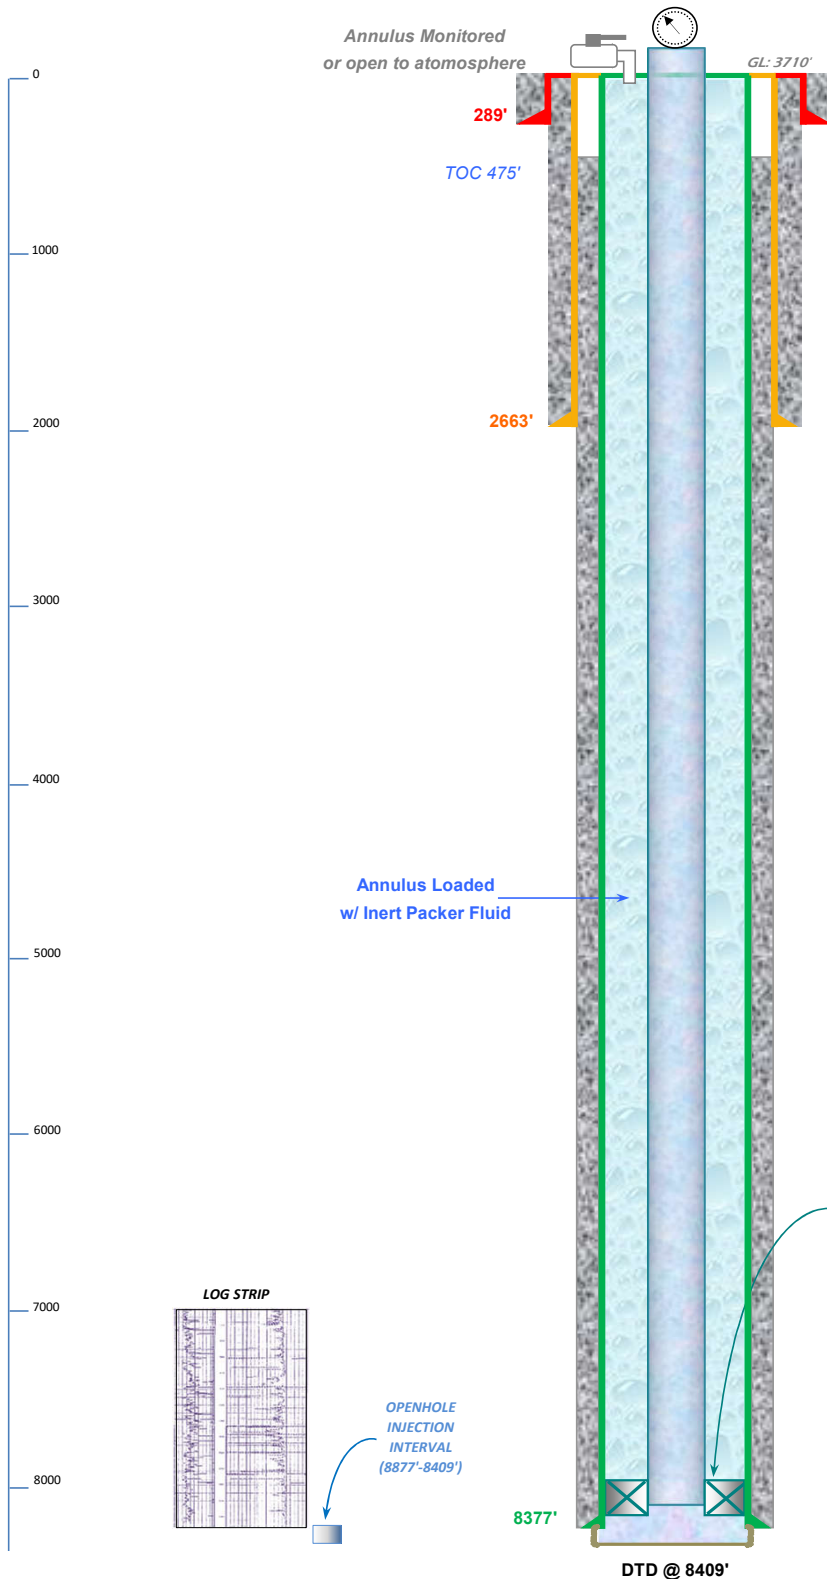 Annulus Monitored
or open to atomosphere
GL: 3710'
0
289'
TOC 475'
1000
2000
2663'
3000
4000
Annulus Loaded
w/ Inert Packer Fluid
5000
6000
7000
LOG STRIP
OPENHOLE
INJECTION
INTERVAL
(8877'-8409')
8000
8377'
DTD @ 8409'